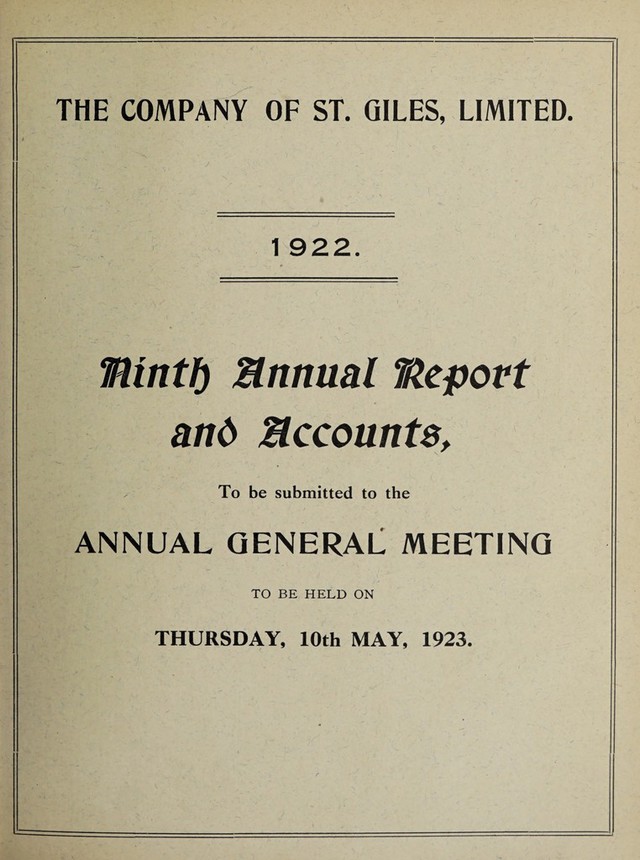 THE COMPANY OF ST. GILES, LIMITED.
1922.
Ninth Annual Report
and Accounts,
To be submitted to the
ANNUAL GENERAL MEETING
TO BE HELD ON
THURSDAY, 10th MAY, 1923.